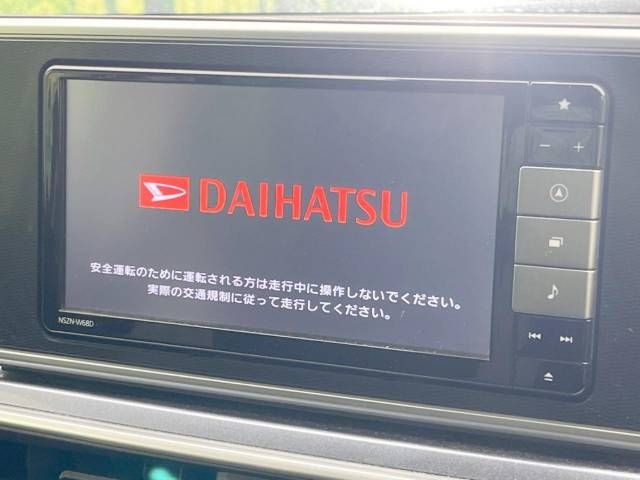 DAIHATSU
安全運転のために運転される方は走行中に操作しないでください。
実際の交通規制に従って走行してください。
NSZN-W68D